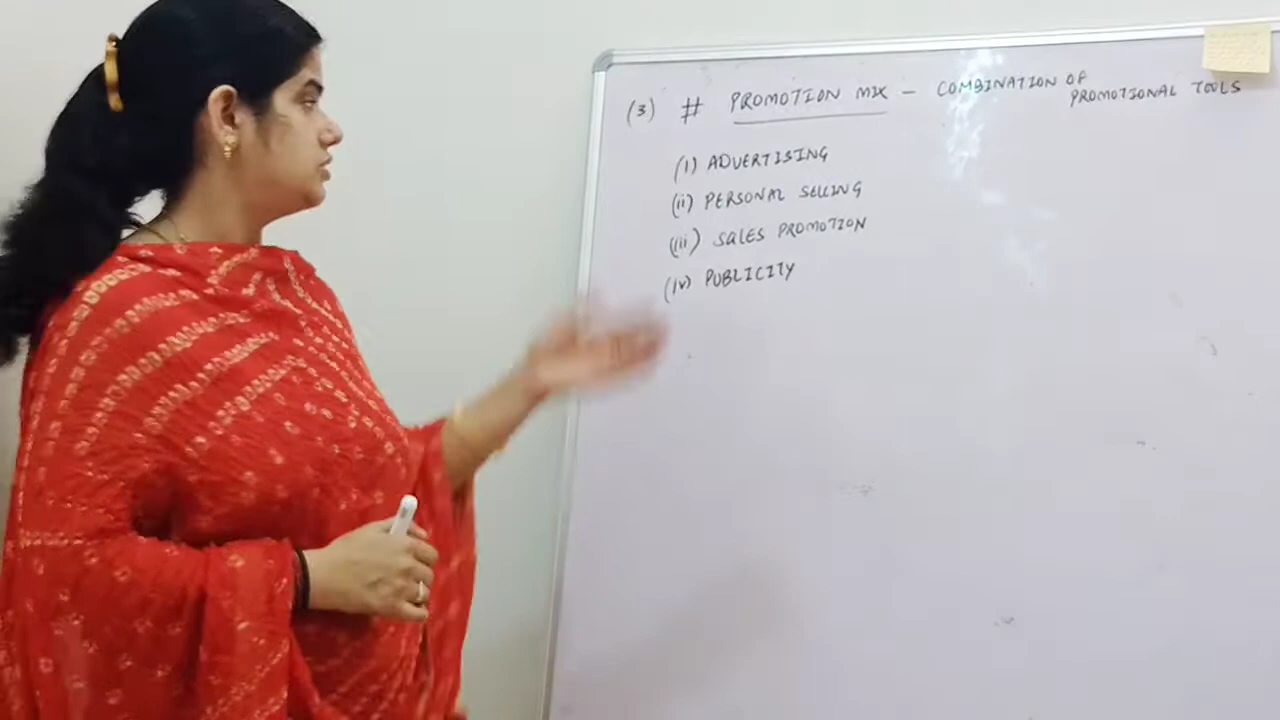 (3) # PROMOTION MIX - COMBINATION OF
PROMOTIONAL TOOLS
(i) ADVERTISING
(ii) PERSONAL SELLING
(iii) SALES PROMOTION
(iv) PUBLICITY